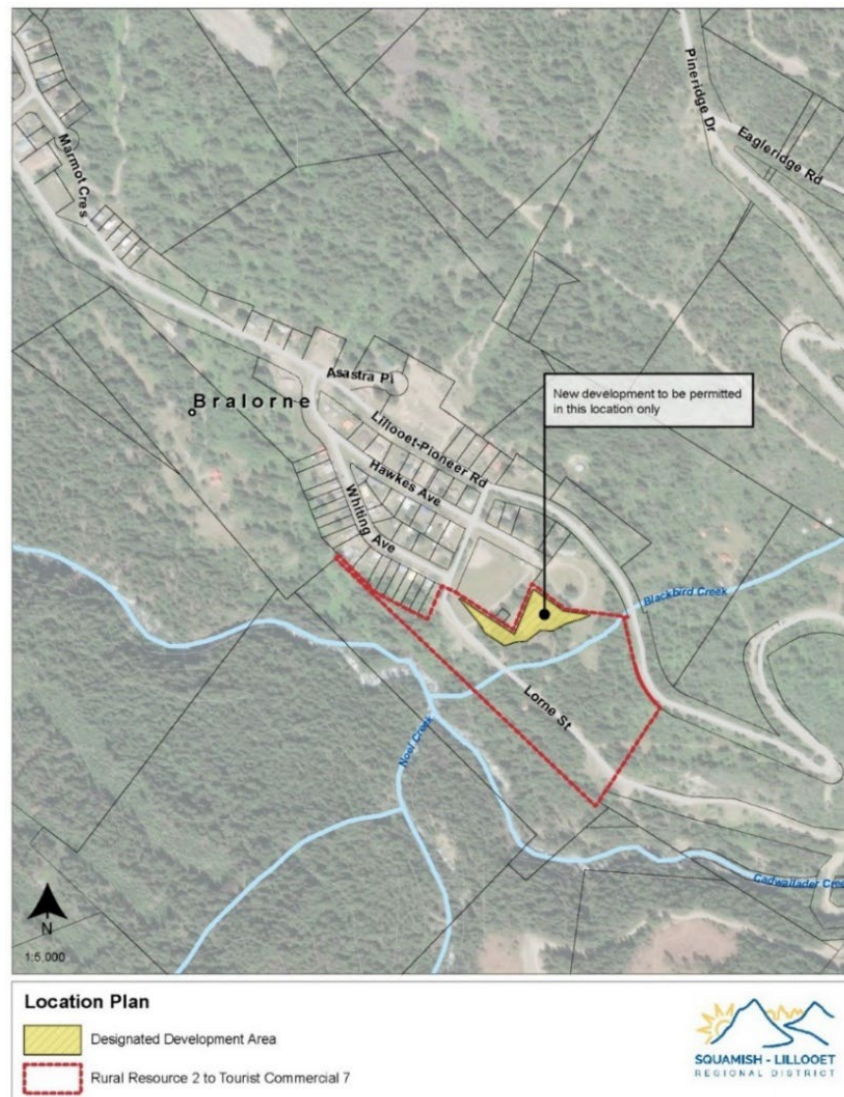 Pineridge Dr
Eagleridge Rd
Marmot Cres
Asastra Pl
Bralorne
New development to be permitted
in this location only
Lillooet-Pioneer Rd
Hawkes Ave
Whiting Ave
Blackbird Creek
Lorne St
Noel Creek
Cadwallader Cree
N
1:5,000
Location Plan
Designated Development Area
Rural Resource 2 to Tourist Commercial 7
SQUAMISH - LILLOOET
REGIONAL DISTRICT